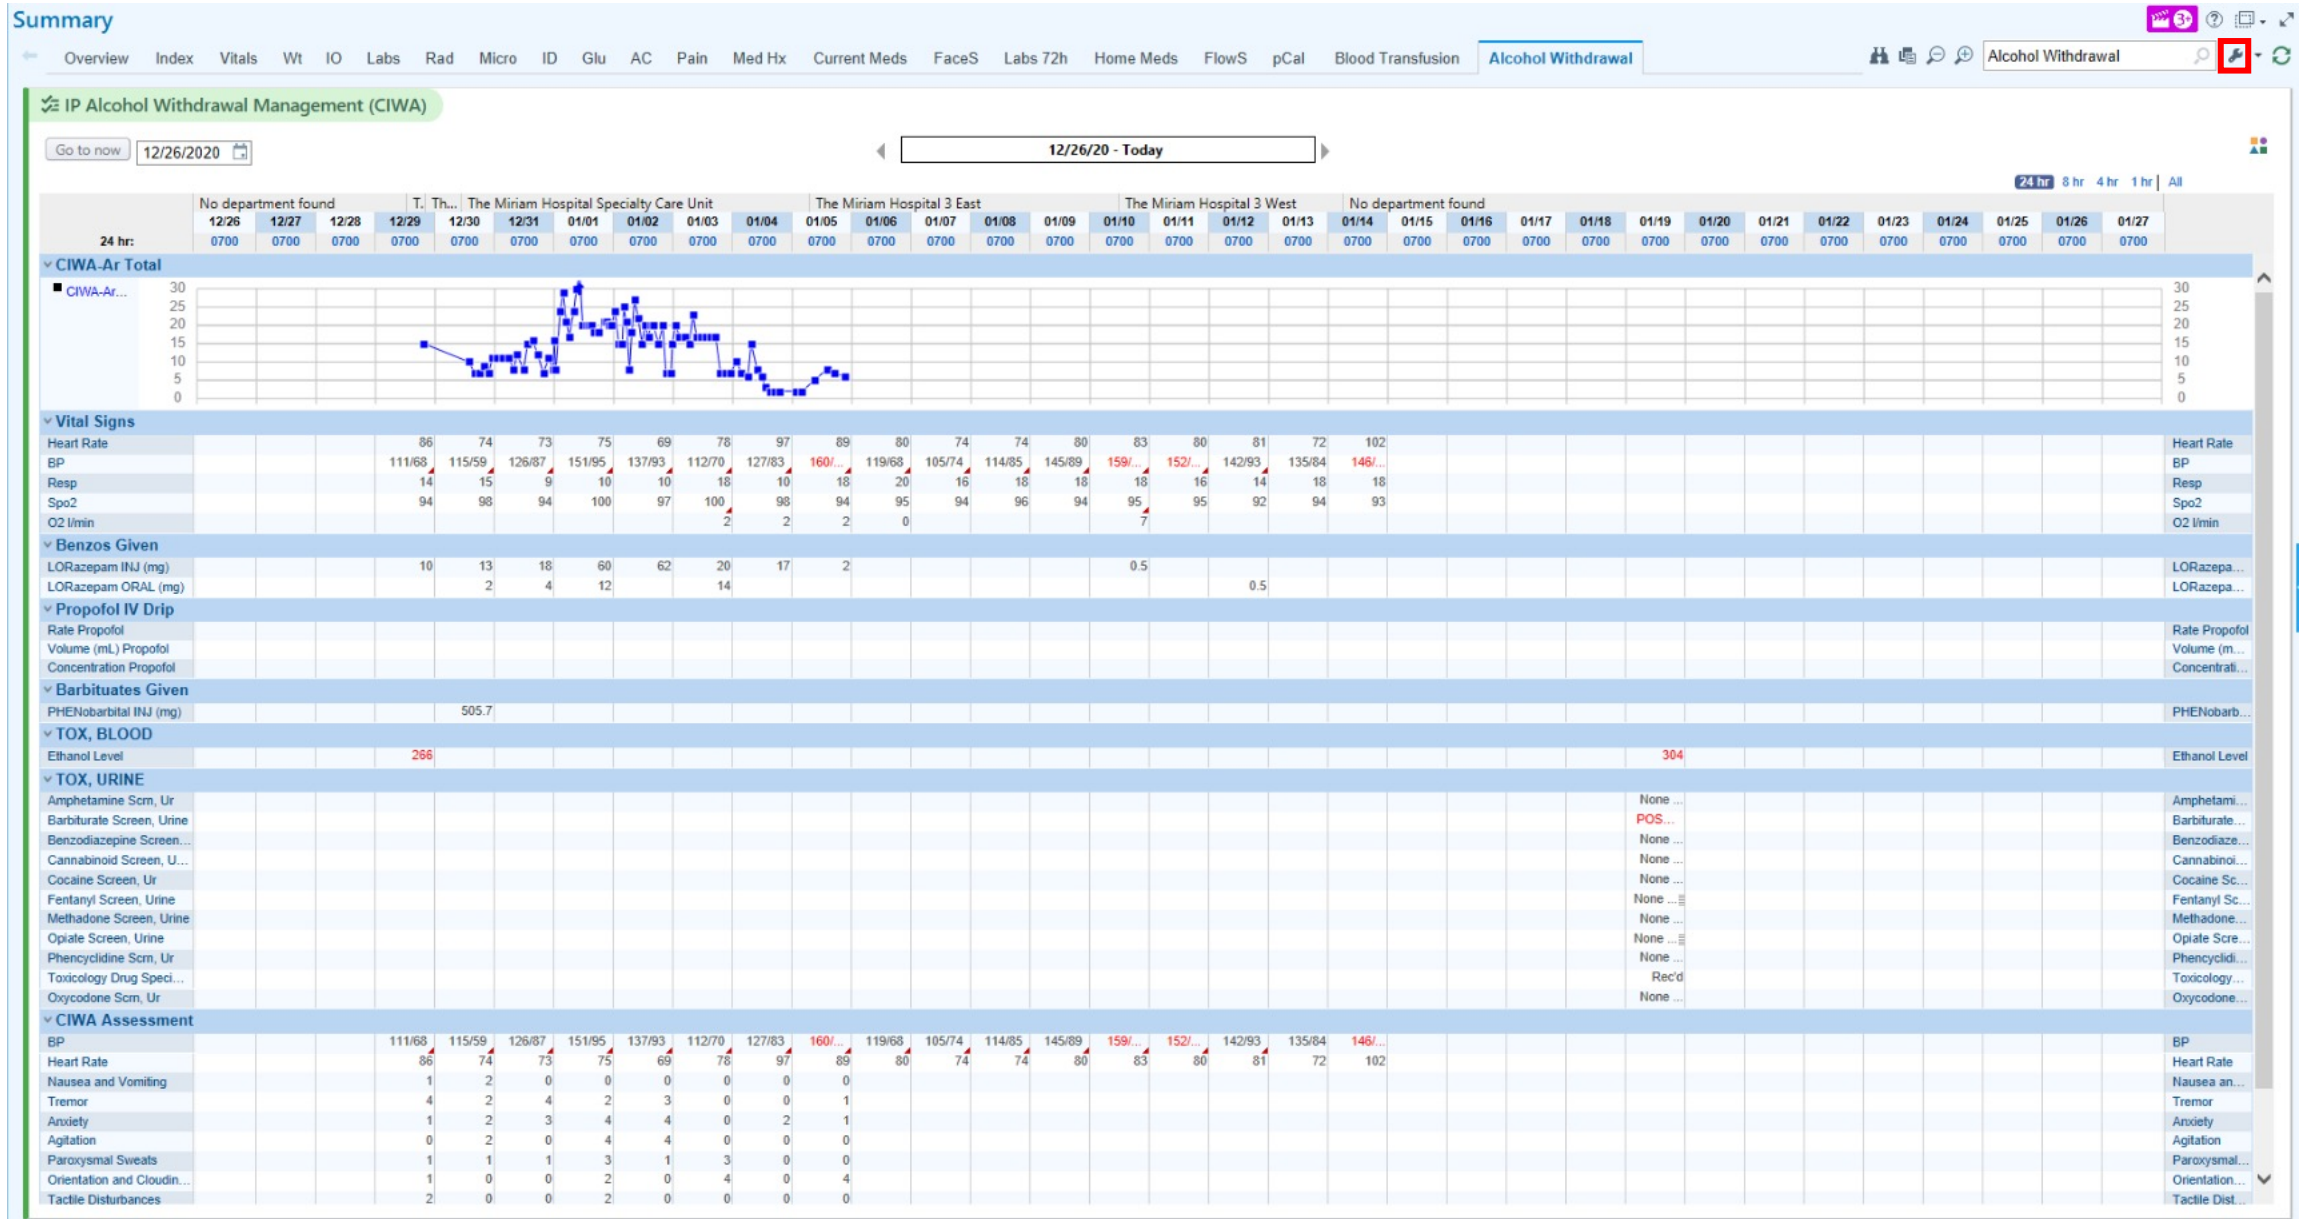 Summary
3+
Overview Index Vitals Wt IO Labs Rad Micro ID Glu AC Pain Med Hx Current Meds FaceS Labs 72h Home Meds FlowS pCal Blood Transfusion Alcohol Withdrawal Alcohol Withdrawal
IP Alcohol Withdrawal Management (CIWA)
Go to now 12/26/2020 12/26/20 - Today
24 hr 8 hr 4 hr 1 hr All
No department found T. Th... The Miriam Hospital Specialty Care Unit The Miriam Hospital 3 East The Miriam Hospital 3 West No department found
12/26 12/27 12/28 12/29 12/30 12/31 01/01 01/02 01/03 01/04 01/05 01/06 01/07 01/08 01/09 01/10 01/11 01/12 01/13 01/14 01/15 01/16 01/17 01/18 01/19 01/20 01/21 01/22 01/23 01/24 01/25 01/26 01/27
24 hr: 0700 0700 0700 0700 0700 0700 0700 0700 0700 0700 0700 0700 0700 0700 0700 0700 0700 0700 0700 0700 0700 0700 0700 0700 0700 0700 0700 0700 0700 0700 0700 0700 0700
CIWA-Ar Total
CIWA-Ar... 30 30
25 25
20 20
15 15
10 10
5 5
0 0
Vital Signs
Heart Rate 86 74 73 75 69 78 97 89 80 74 74 80 83 80 81 72 102 Heart Rate
BP 111/68 115/59 126/87 151/95 137/93 112/70 127/83 160/... 119/68 105/74 114/85 145/89 159/... 152/... 142/93 135/84 146/... BP
Resp 14 15 9 10 10 18 10 18 20 16 18 18 18 16 14 18 18 Resp
Spo2 94 98 94 100 97 100 98 94 95 94 96 94 95 95 92 94 93 Spo2
O2 l/min 2 2 2 0 7 O2 l/min
Benzos Given
LORazepam INJ (mg) 10 13 18 60 62 20 17 2 0.5 LORazepa...
LORazepam ORAL (mg) 2 4 12 14 0.5 LORazepa...
Propofol IV Drip
Rate Propofol Rate Propofol
Volume (mL) Propofol Volume (m...
Concentration Propofol Concentrati...
Barbituates Given
PHENobarbital INJ (mg) 505.7 PHENobarb...
TOX, BLOOD
Ethanol Level 266 304 Ethanol Level
TOX, URINE
Amphetamine Scrn, Ur None ... Amphetami...
Barbiturate Screen, Urine POS... Barbiturate...
Benzodiazepine Screen... None ... Benzodiaze...
Cannabinoid Screen, U... None ... Cannabinoi...
Cocaine Screen, Ur None ... Cocaine Sc...
Fentanyl Screen, Urine None ... Fentanyl Sc...
Methadone Screen, Urine None ... Methadone...
Opiate Screen, Urine None ... Opiate Scre...
Phencyclidine Scrn, Ur None ... Phencyclidi...
Toxicology Drug Speci... Rec'd Toxicology...
Oxycodone Scrn, Ur None ... Oxycodone...
CIWA Assessment
BP 111/68 115/59 126/87 151/95 137/93 112/70 127/83 160/... 119/68 105/74 114/85 145/89 159/... 152/... 142/93 135/84 146/... BP
Heart Rate 86 74 73 75 69 78 97 89 80 74 74 80 83 80 81 72 102 Heart Rate
Nausea and Vomiting 1 2 0 0 0 0 0 0 Nausea an...
Tremor 4 2 4 2 3 0 0 1 Tremor
Anxiety 1 2 3 4 4 0 2 1 Anxiety
Agitation 0 2 0 4 4 0 0 0 Agitation
Paroxysmal Sweats 1 1 1 3 1 3 0 0 Paroxysmal...
Orientation and Cloudin... 1 0 0 2 0 4 0 4 Orientation...
Tactile Disturbances 2 0 0 2 0 0 0 0 Tactile Dist...